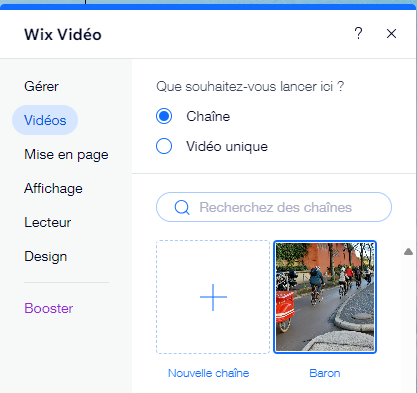 Wix Vidéo
?
Gérer
Vidéos
Mise en page
Affichage
Lecteur
Design
Booster
Que souhaitez-vous lancer ici ?
Chaîne
Vidéo unique
Recherchez des chaînes
Nouvelle chaîne
Baron